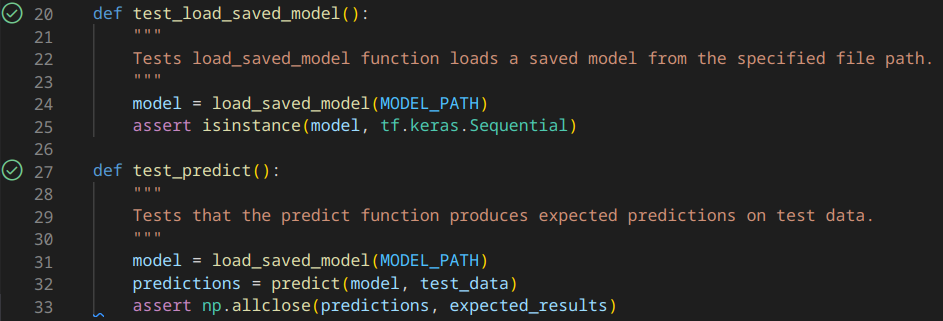 20 def test_load_saved_model():
21     """
22     Tests load_saved_model function loads a saved model from the specified file path.
23     """
24     model = load_saved_model(MODEL_PATH)
25     assert isinstance(model, tf.keras.Sequential)
26
27 def test_predict():
28     """
29     Tests that the predict function produces expected predictions on test data.
30     """
31     model = load_saved_model(MODEL_PATH)
32     predictions = predict(model, test_data)
33     assert np.allclose(predictions, expected_results)